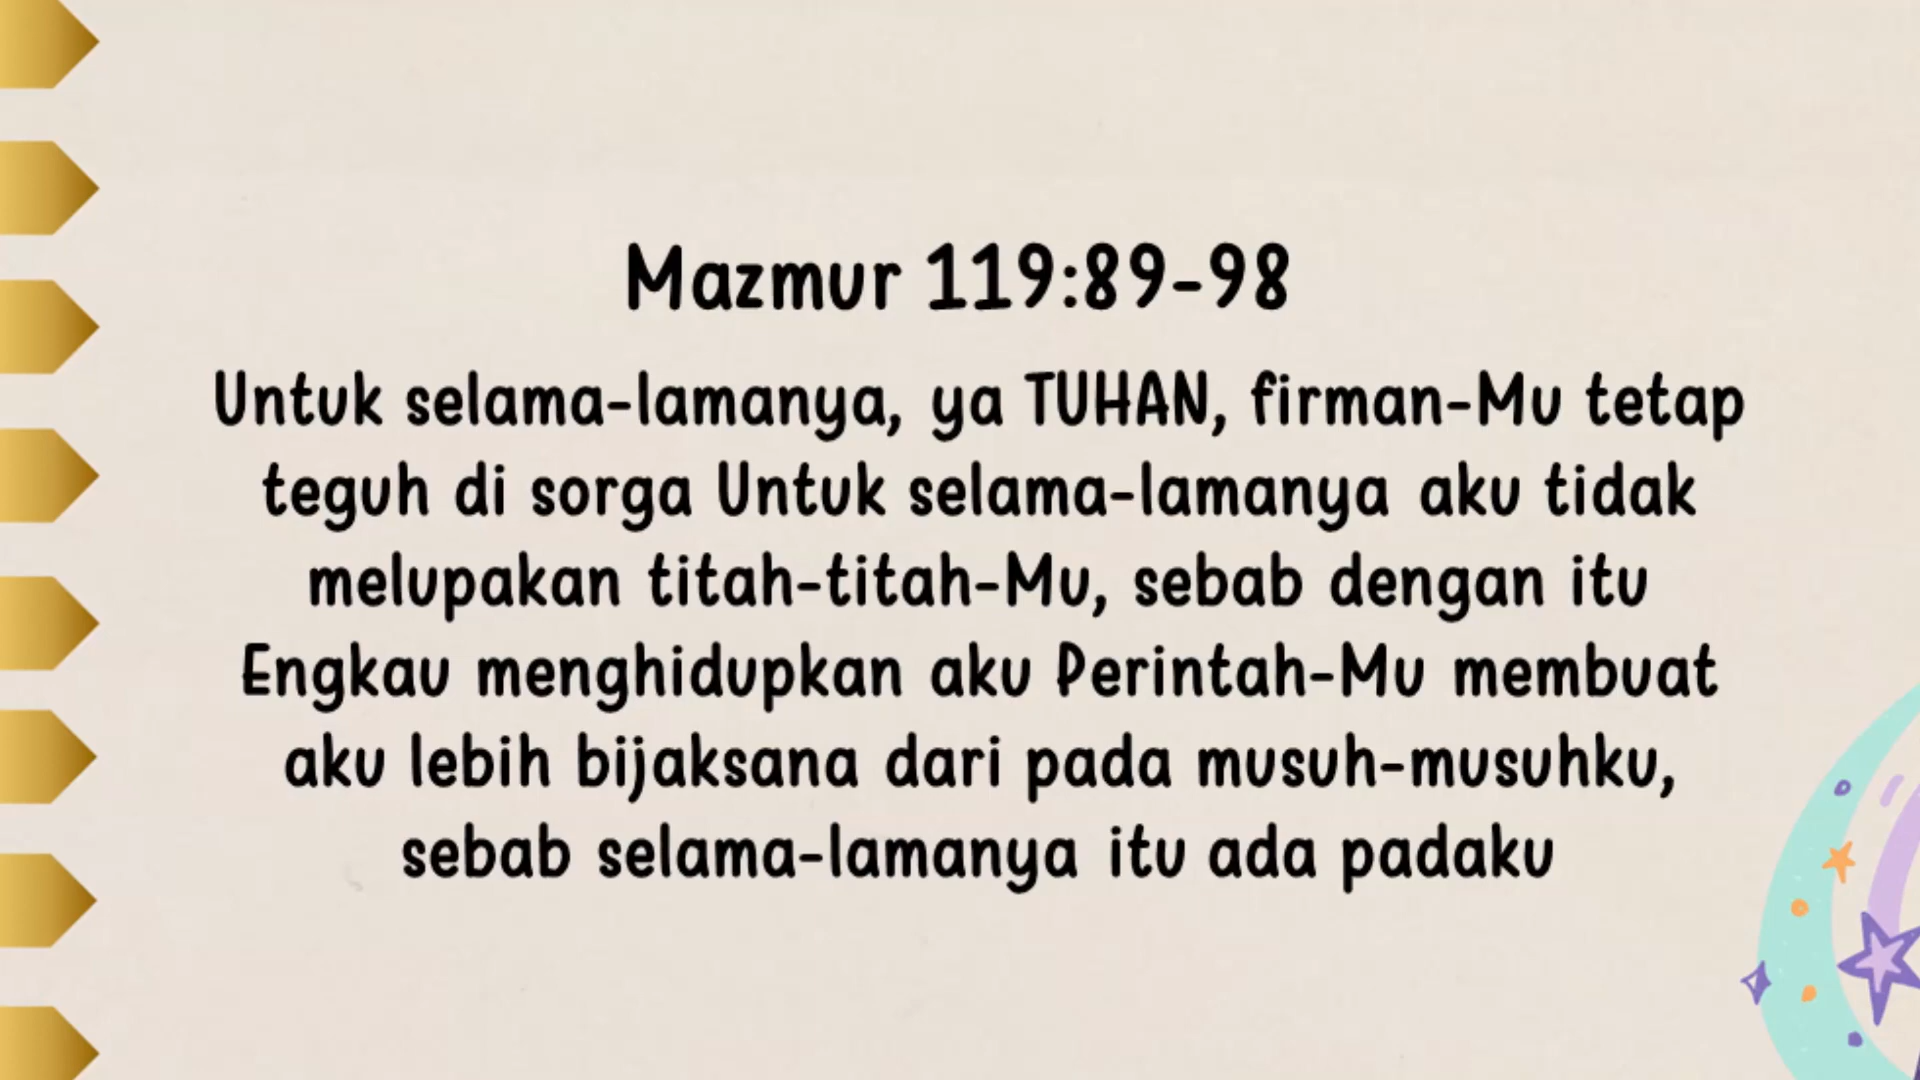 Mazmur 119:89-98
Untuk selama-lamanya, ya TUHAN, firman-Mu tetap
teguh di sorga Untuk selama-lamanya aku tidak
melupakan titah-titah-Mu, sebab dengan itu
Engkau menghidupkan aku Perintah-Mu membuat
aku lebih bijaksana dari pada musuh-musuhku,
sebab selama-lamanya itu ada padaku